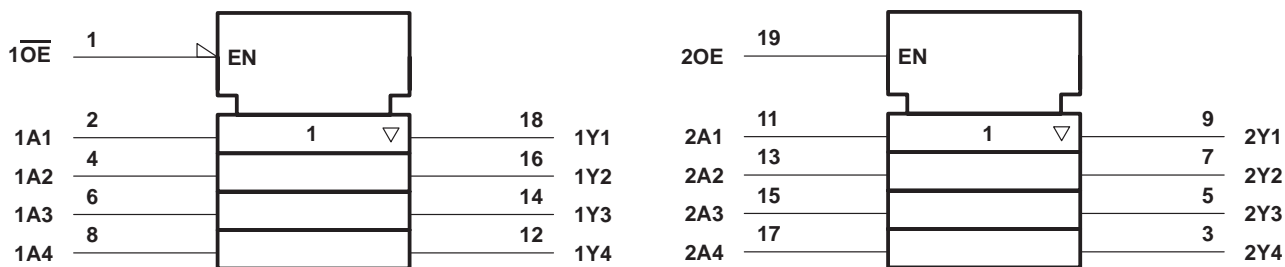 1 19
1O̅E̅ EN 2OE EN
2 1 ▽ 18 11 1 ▽ 9
1A1 1Y1 2A1 2Y1
4 16 13 7
1A2 1Y2 2A2 2Y2
6 14 15 5
1A3 1Y3 2A3 2Y3
8 12 17 3
1A4 1Y4 2A4 2Y4